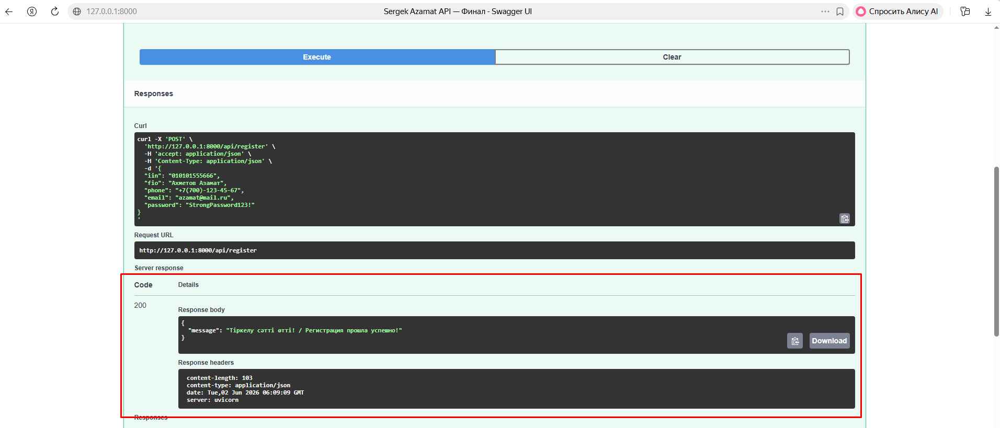 127.0.0.1:8000
Sergek Azamat API — Финал - Swagger UI
Спросить Алису AI
Execute
Clear
Responses
Curl
curl -X 'POST' \
'http://127.0.0.1:8000/api/register' \
-H 'accept: application/json' \
-H 'Content-Type: application/json' \
-d '{
"iin": "010101555666",
"fio": "Ахметов Азамат",
"phone": "+7(700)-123-45-67",
"email": "azamat@mail.ru",
"password": "StrongPassword123!"
}
'
Request URL
http://127.0.0.1:8000/api/register
Server response
Code
Details
200
Response body
{
"message": "Тіркелу сәтті өтті! / Регистрация прошла успешно!"
}
Download
Response headers
content-length: 103
content-type: application/json
date: Tue,02 Jun 2026 06:09:09 GMT
server: uvicorn
Responses